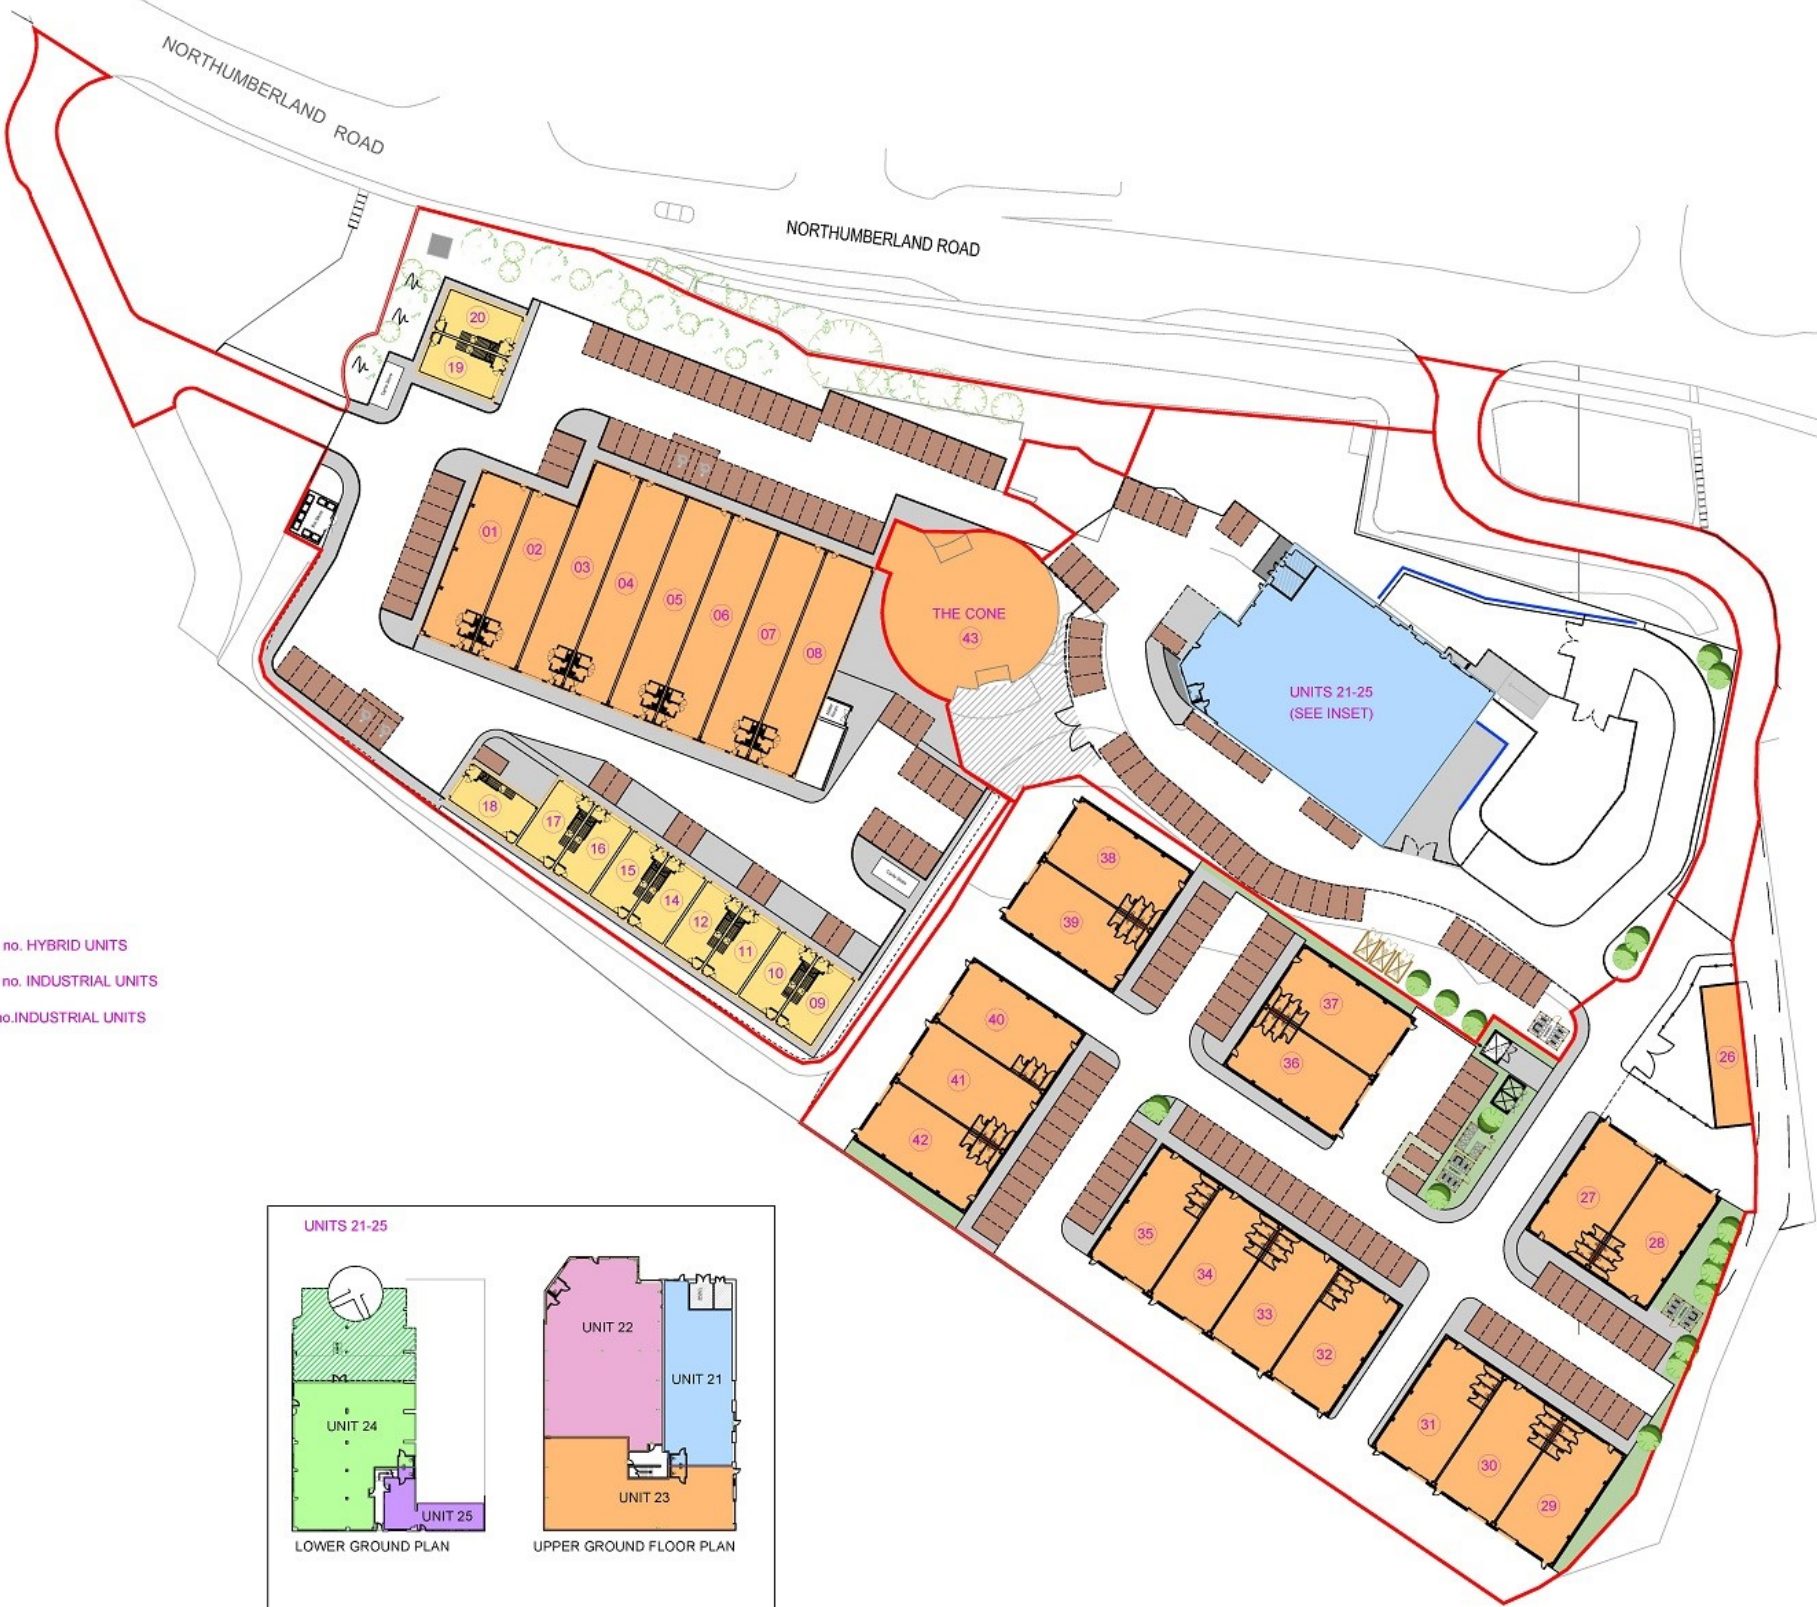 NORTHUMBERLAND ROAD
NORTHUMBERLAND ROAD
20
19
01
02
03
04
05
06
07
08
THE CONE
43
UNITS 21-25
(SEE INSET)
18
17
16
15
14
12
11
10
09
38
39
37
36
40
41
42
26
27
28
35
34
33
32
31
30
29
no. HYBRID UNITS
no. INDUSTRIAL UNITS
no.INDUSTRIAL UNITS
UNITS 21-25
UNIT 22
UNIT 21
UNIT 24
UNIT 23
UNIT 25
LOWER GROUND PLAN
UPPER GROUND FLOOR PLAN